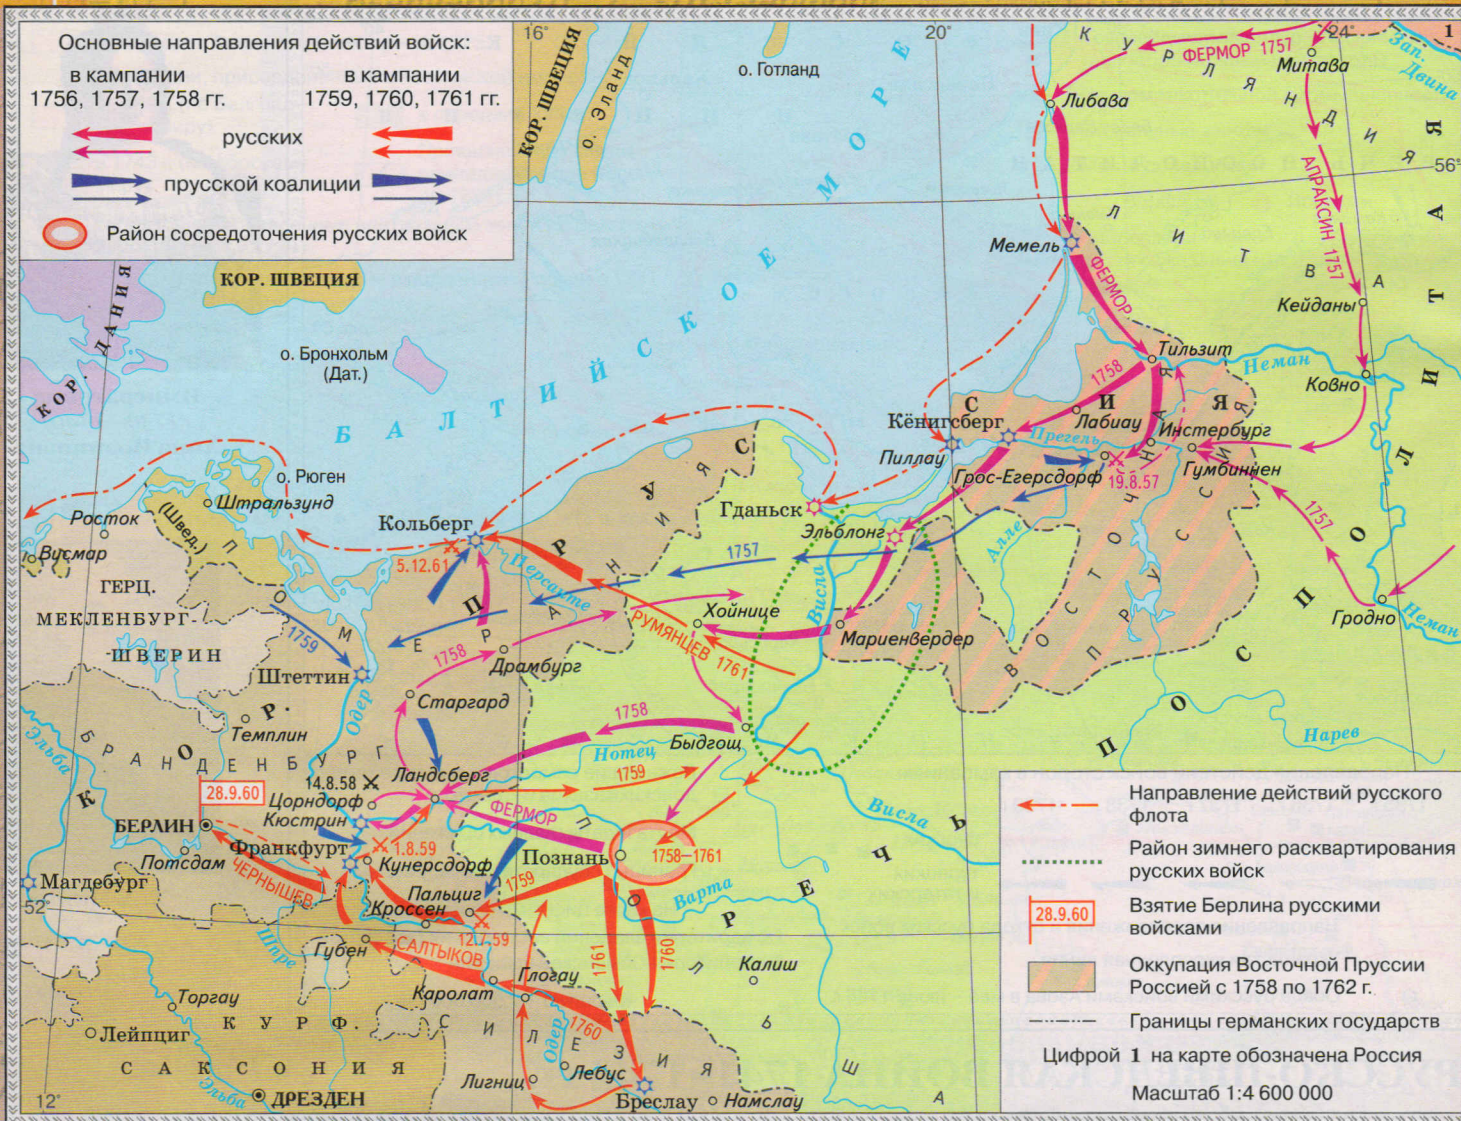 Основные направления действий войск:
в кампании
1756, 1757, 1758 гг.
в кампании
1759, 1760, 1761 гг.
русских
прусской коалиции
Район сосредоточения русских войск
16°
20°
24°
КОР. ШВЕЦИЯ
о. Эланд
о. Готланд
КУРЛЯНДИЯ
ФЕРМОР 1757
Митава
Зап. Двина
1
Либава
56°
АПРАКСИН 1757
ЛИТВА
Мемель
ФЕРМОР
Кейданы
КОР. ШВЕЦИЯ
КОР. ДАНИЯ
о. Бронхольм
(Дат.)
БАЛТИЙСКОЕ МОРЕ
Тильзит
Неман
Ковно
1758
Лабиау
Кёнигсберг
Прегель
Инстербург
Пиллау
Грос-Егерсдорф
19.8.57
Гумбиннен
1757
о. Рюген
Штральзунд
(Швед.)
Росток
Висмар
Кольберг
5.12.61
Персанте
Гданьск
Эльблонг
Алле
1757
ВОСТОЧНАЯ ПРУССИЯ
Гродно
Неман
ГЕРЦ.
МЕКЛЕНБУРГ-
ШВЕРИН
1759
ПОМЕРАНИЯ
Хойнице
Висла
Мариенвердер
РУМЯНЦЕВ 1761
1758
Драмбург
Штеттин
Старгард
Одер
Темплин
КОР. ПРУССИЯ
БРАНДЕНБУРГ
Эльба
1758
Быдгощ
Нотец
Нарев
Висла
РЕЧЬ ПОСПОЛИТАЯ
28.9.60
14.8.58
Ландсберг
1759
Цорндорф
Кюстрин
ФЕРМОР
БЕРЛИН
Потсдам
Франкфурт
1.8.59
Кунерсдорф
Познань
1758–1761
ЧЕРНЫШЕВ
Магдебург
52°
Пальциг
1759
Варта
Кроссен
12.7.59
Шпре
Губен
САЛТЫКОВ
1761
1760
Калиш
Глогау
Каролат
Торгау
Лейпциг
КУРФ.
САКСОНИЯ
1760
СИЛЕЗИЯ
Одер
ПОЛЬША
Лебус
Лигниц
Эльба
12°
ДРЕЗДЕН
Бреслау
Намслау
Направление действий русского
флота
Район зимнего расквартирования
русских войск
28.9.60
Взятие Берлина русскими
войсками
Оккупация Восточной Пруссии
Россией с 1758 по 1762 г.
Границы германских государств
Цифрой 1 на карте обозначена Россия
Масштаб 1:4 600 000